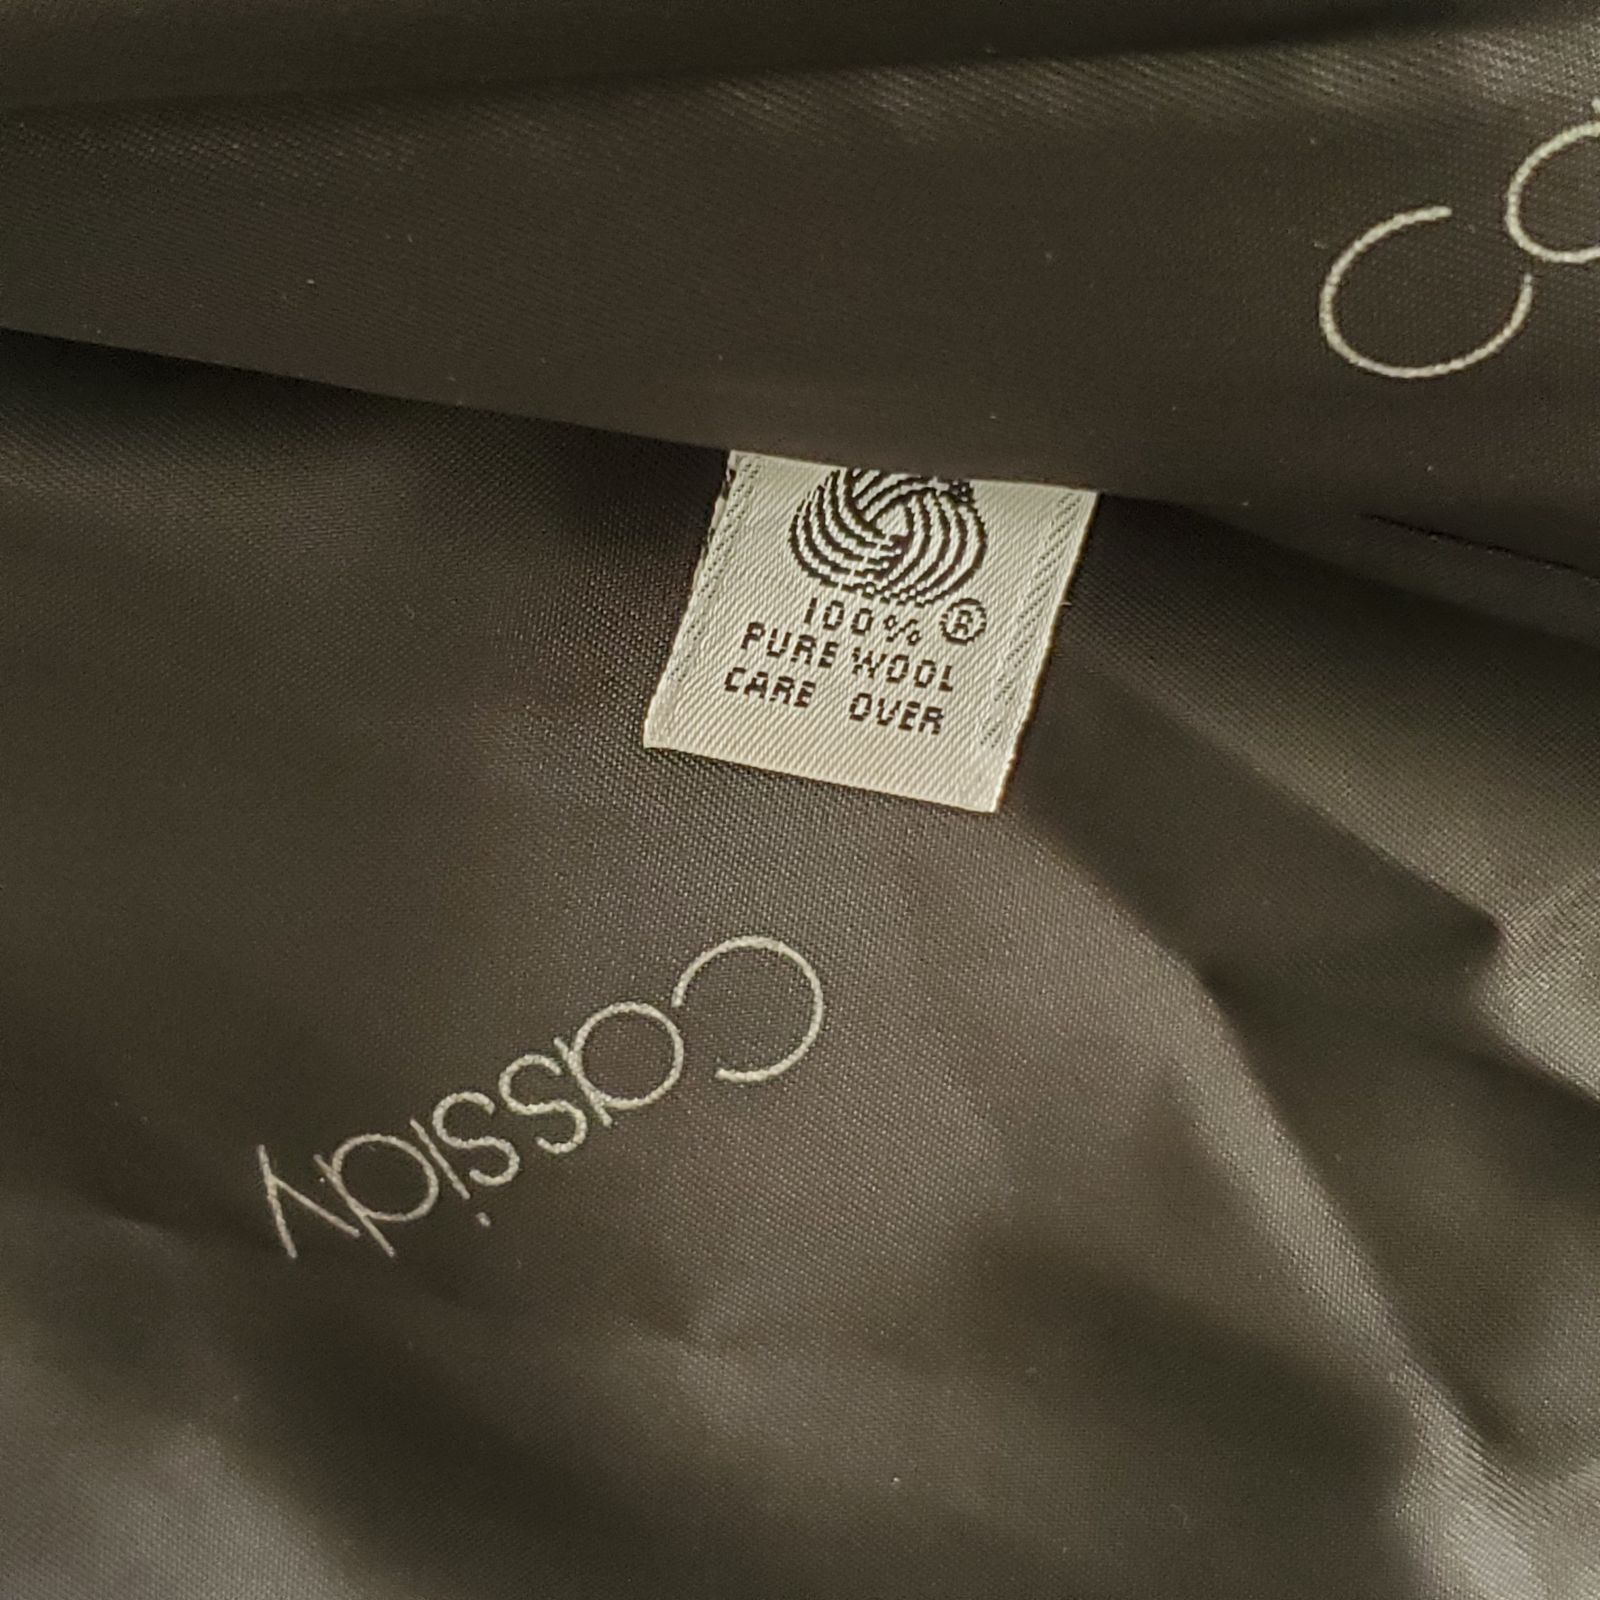 100% ®
PURE WOOL
CARE OVER
Cassidy